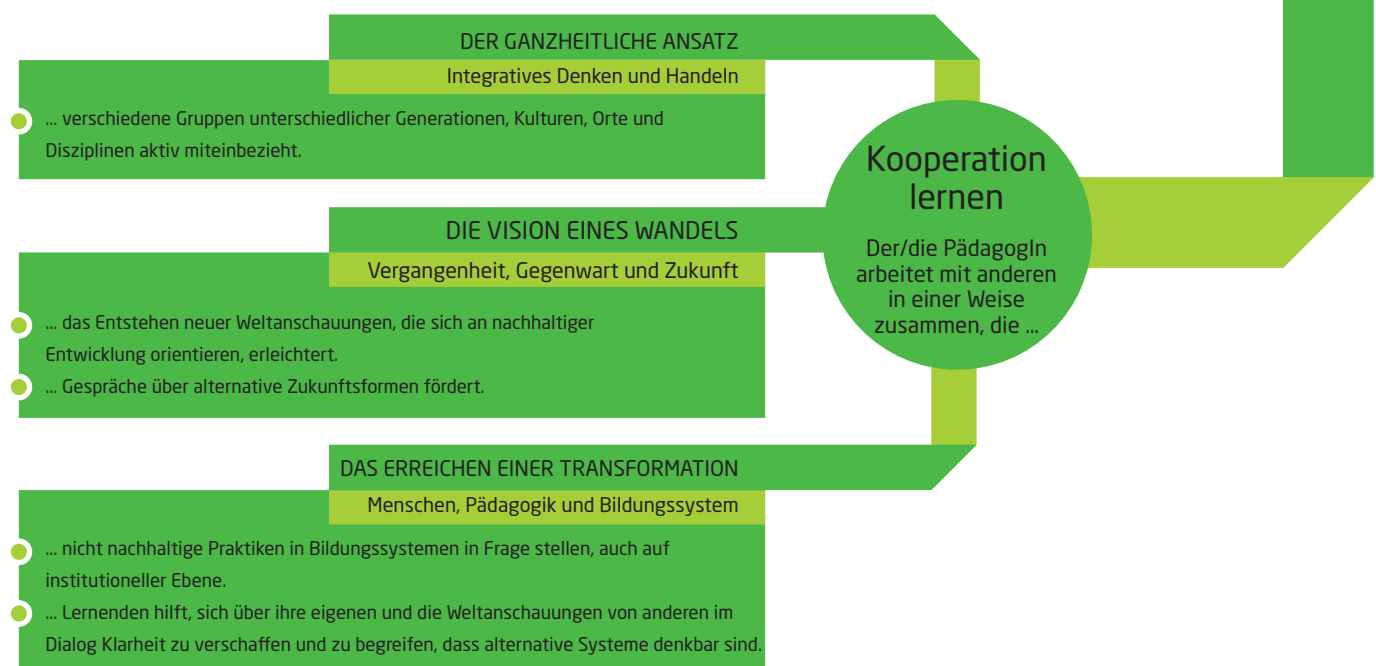 DER GANZHEITLICHE ANSATZ
Integratives Denken und Handeln
... verschiedene Gruppen unterschiedlicher Generationen, Kulturen, Orte und
Disziplinen aktiv miteinbezieht.
Kooperation
lernen
Der/die PädagogIn
arbeitet mit anderen
in einer Weise
zusammen, die ...
DIE VISION EINES WANDELS
Vergangenheit, Gegenwart und Zukunft
... das Entstehen neuer Weltanschauungen, die sich an nachhaltiger
Entwicklung orientieren, erleichtert.
... Gespräche über alternative Zukunftsformen fördert.
DAS ERREICHEN EINER TRANSFORMATION
Menschen, Pädagogik und Bildungssystem
... nicht nachhaltige Praktiken in Bildungssystemen in Frage stellen, auch auf
institutioneller Ebene.
... Lernenden hilft, sich über ihre eigenen und die Weltanschauungen von anderen im
Dialog Klarheit zu verschaffen und zu begreifen, dass alternative Systeme denkbar sind.